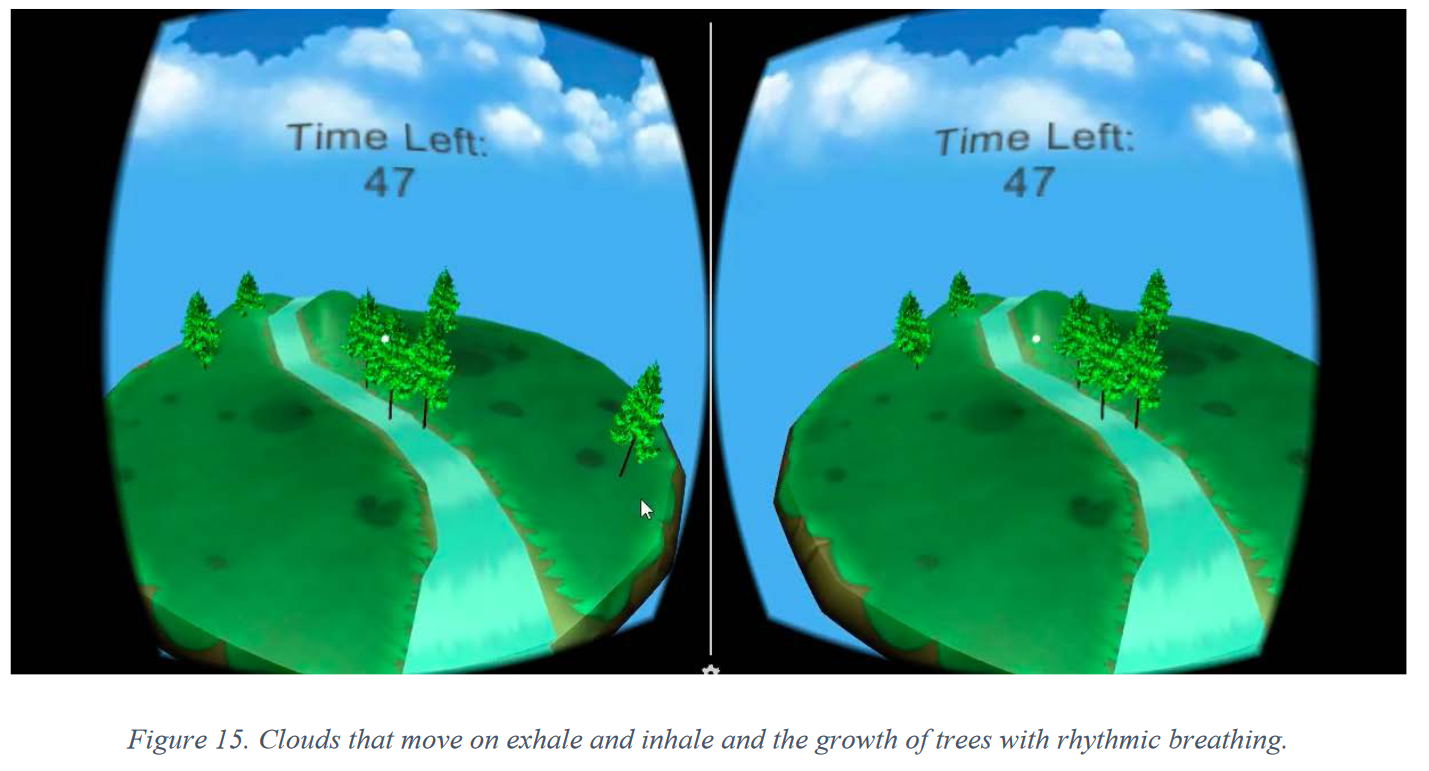 Time Left:
47
Time Left:
47
Figure 15. Clouds that move on exhale and inhale and the growth of trees with rhythmic breathing.